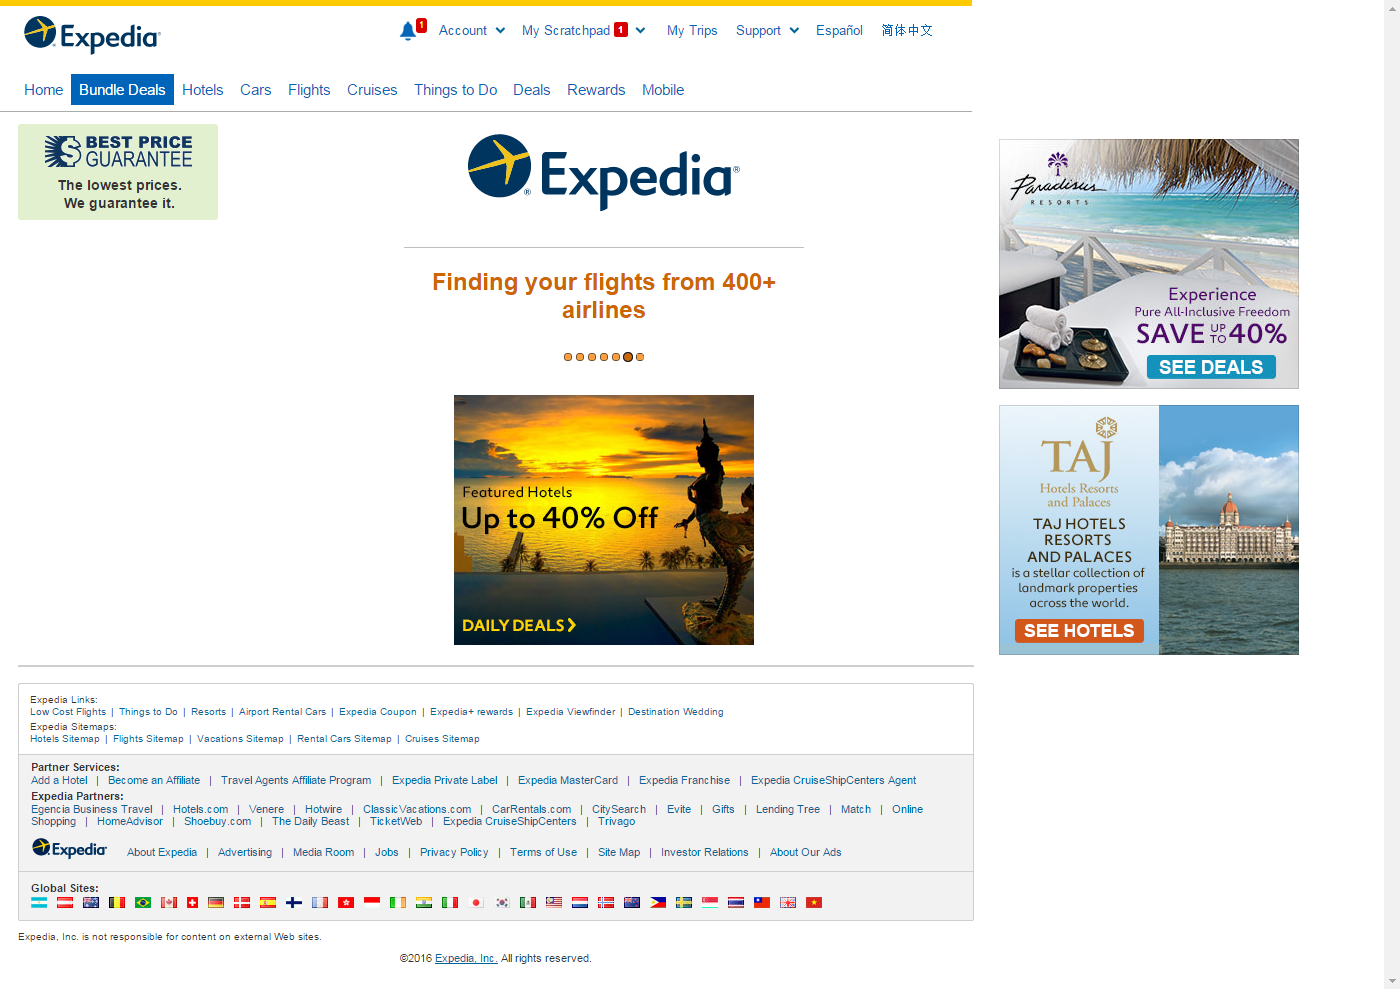 Expedia
1
Account
My Scratchpad 1
My Trips
Support
Español
简体中文
Home
Bundle Deals
Hotels
Cars
Flights
Cruises
Things to Do
Deals
Rewards
Mobile
BEST PRICE
GUARANTEE
The lowest prices.
We guarantee it.
Expedia®
Finding your flights from 400+
airlines
Featured Hotels
Up to 40% Off
DAILY DEALS
Paradisus
RESORTS
Experience
Pure All-Inclusive Freedom
SAVE UP TO 40%
SEE DEALS
TAJ
Hotels Resorts
and Palaces
TAJ HOTELS
RESORTS
AND PALACES
is a stellar collection of
landmark properties
across the world.
SEE HOTELS
Expedia Links:
Low Cost Flights | Things to Do | Resorts | Airport Rental Cars | Expedia Coupon | Expedia+ rewards | Expedia Viewfinder | Destination Wedding
Expedia Sitemaps:
Hotels Sitemap | Flights Sitemap | Vacations Sitemap | Rental Cars Sitemap | Cruises Sitemap
Partner Services:
Add a Hotel | Become an Affiliate | Travel Agents Affiliate Program | Expedia Private Label | Expedia MasterCard | Expedia Franchise | Expedia CruiseShipCenters Agent
Expedia Partners:
Egencia Business Travel | Hotels.com | Venere | Hotwire | ClassicVacations.com | CarRentals.com | CitySearch | Evite | Gifts | Lending Tree | Match | Online
Shopping | HomeAdvisor | Shoebuy.com | The Daily Beast | TicketWeb | Expedia CruiseShipCenters | Trivago
Expedia
About Expedia | Advertising | Media Room | Jobs | Privacy Policy | Terms of Use | Site Map | Investor Relations | About Our Ads
Global Sites:
Expedia, Inc. is not responsible for content on external Web sites.
©2016 Expedia, Inc. All rights reserved.